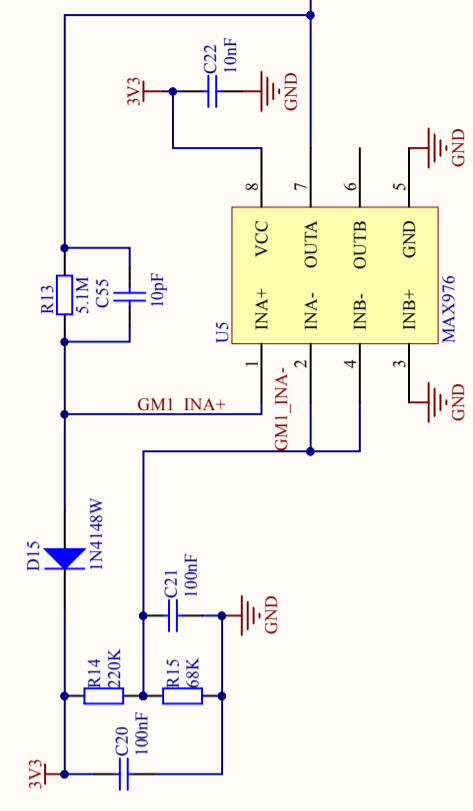 C22
10nF
3V3
GND
GND
8
7
6
5
R13
5.1M
C55
10pF
VCC
OUTA
OUTB
GND
U5
INA+
INA-
INB-
INB+
MAX976
1
2
4
3
GM1_INA+
GM1_INA-
GND
D15
1N4148W
C21
100nF
GND
R14
220K
R15
68K
C20
100nF
3V3